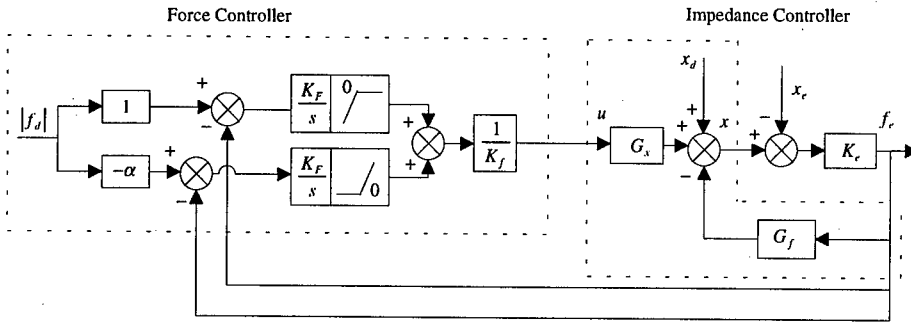 Force Controller
Impedance Controller
|f_d|
1
+
−
K_F
s
0
+
+
1
K_f
−α
+
−
K_F
s
0
u
G_x
x_d
+
+
−
x
x_e
−
+
K_e
f_e
G_f